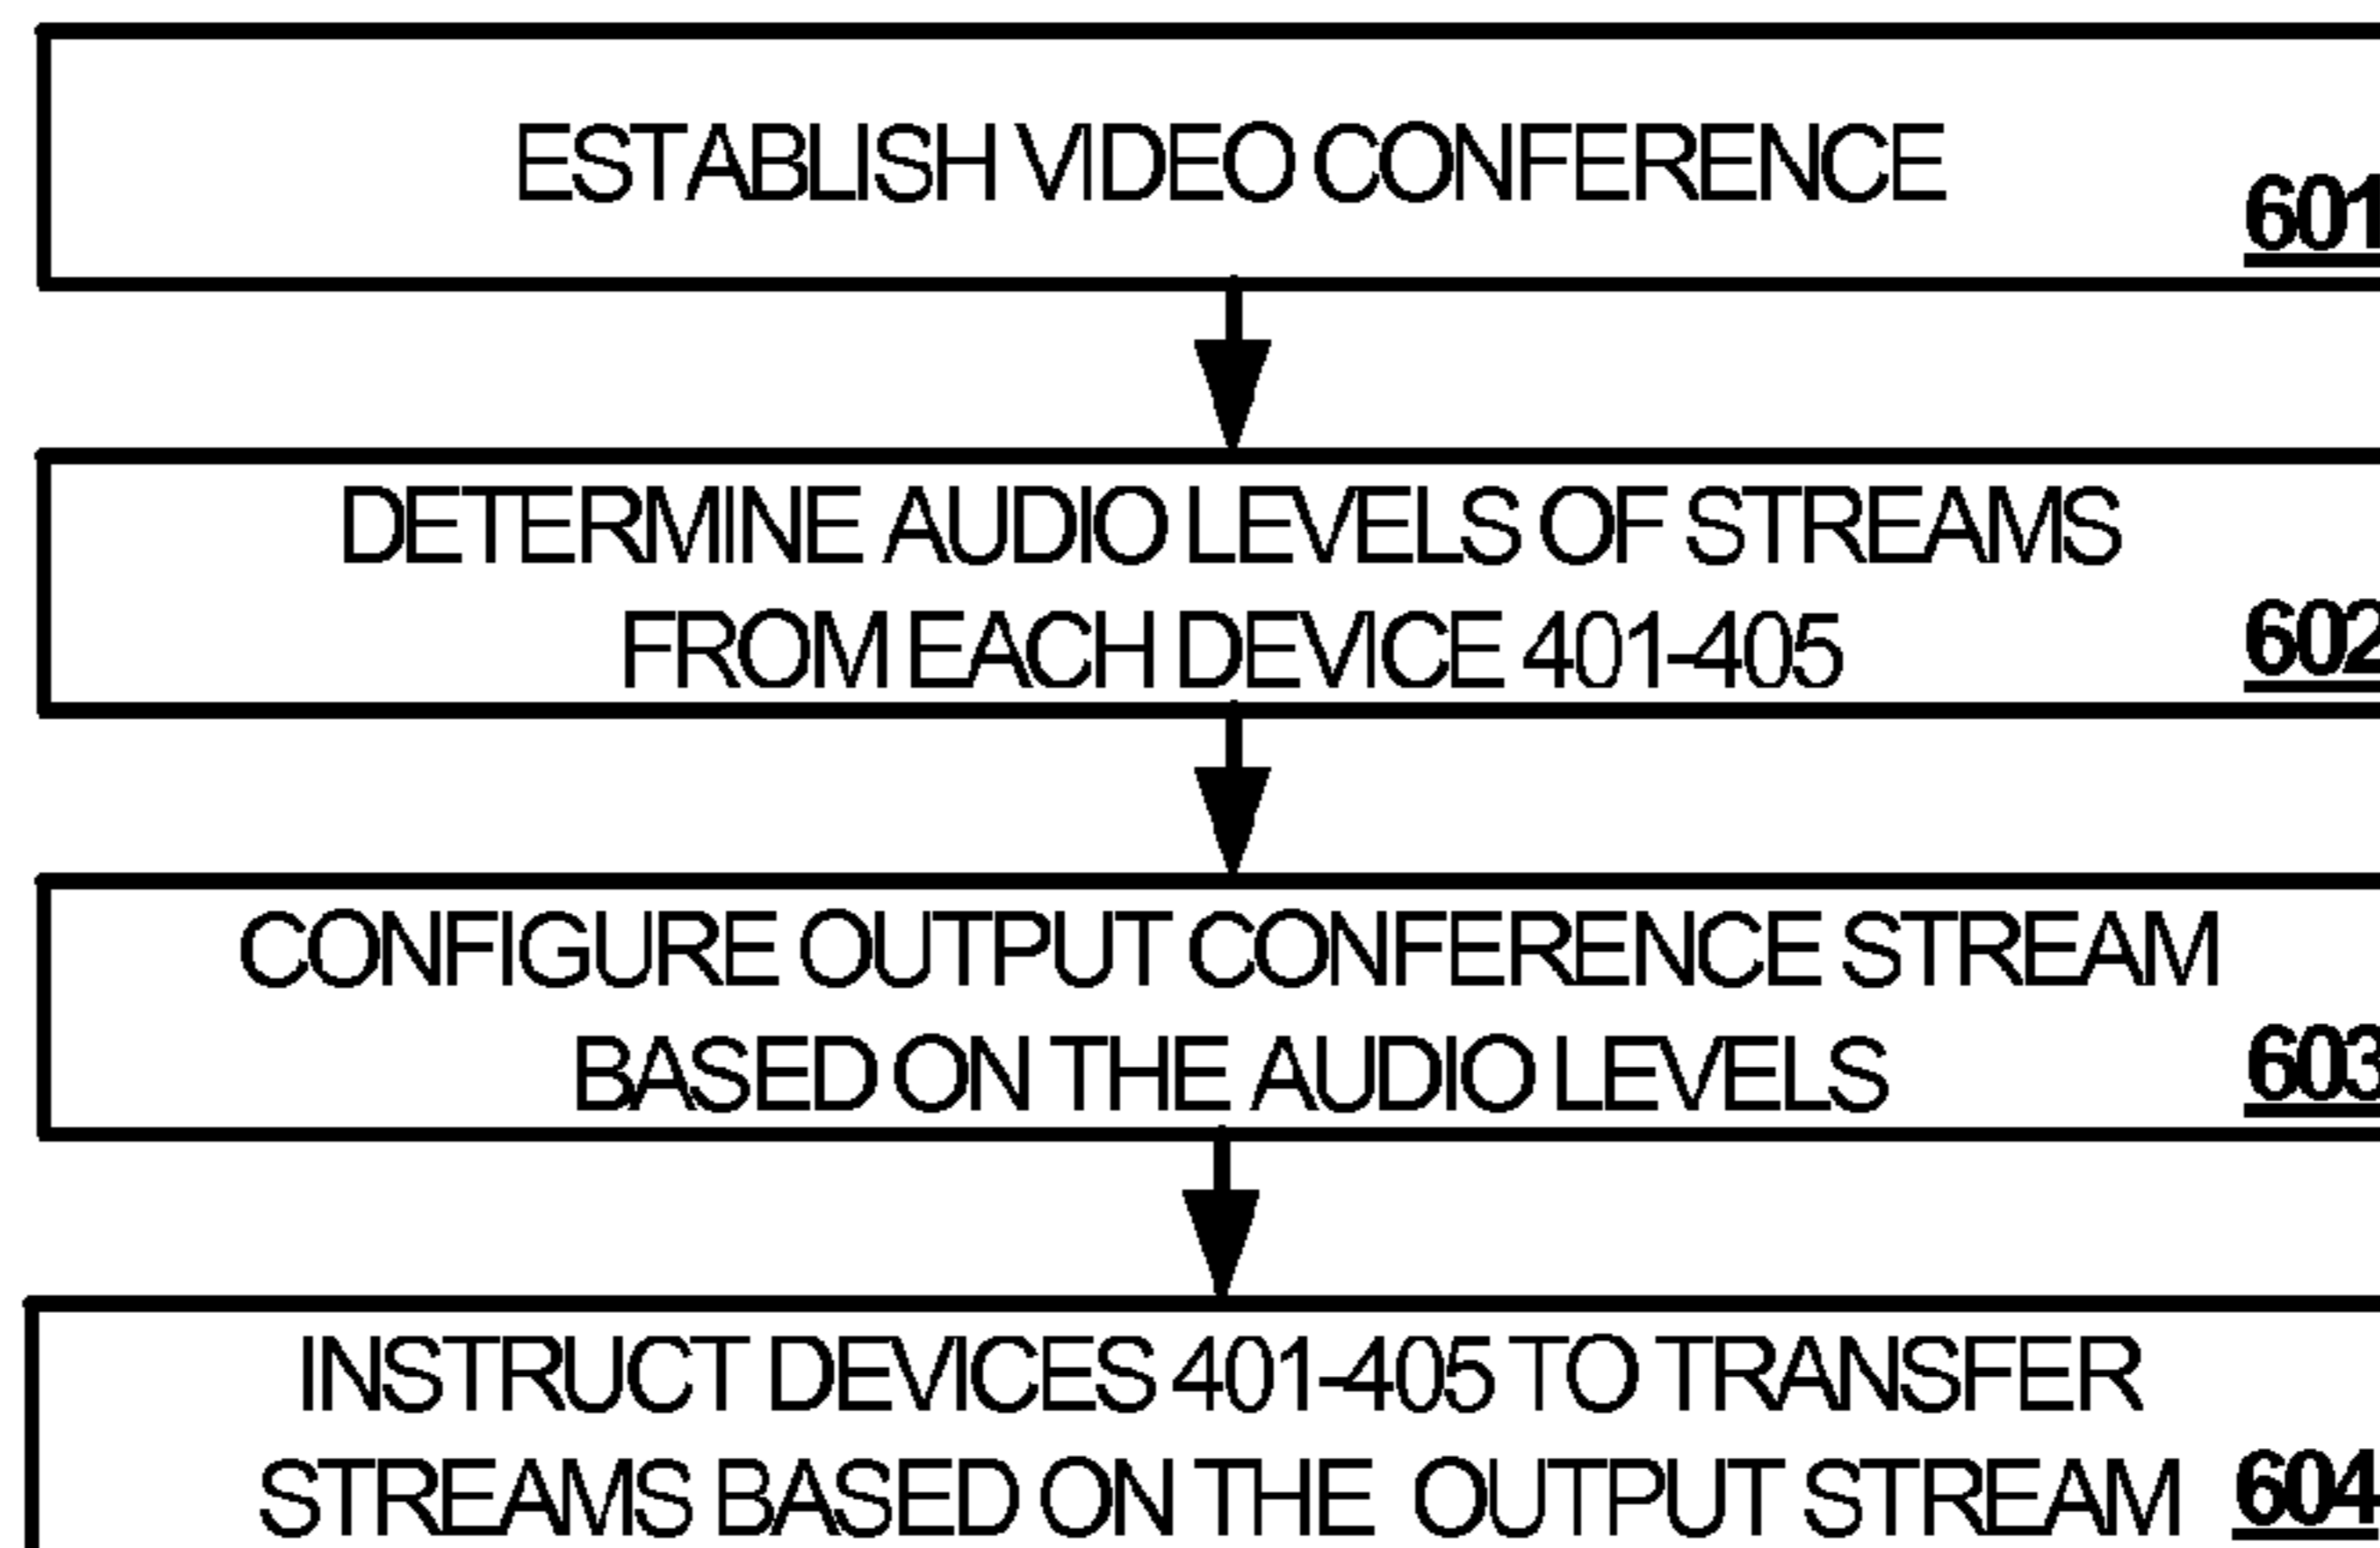 ESTABLISH VIDEO CONFERENCE
601
DETERMINE AUDIO LEVELS OF STREAMS
FROM EACH DEVICE 401-405
602
CONFIGURE OUTPUT CONFERENCE STREAM
BASED ON THE AUDIO LEVELS
603
INSTRUCT DEVICES 401-405 TO TRANSFER
STREAMS BASED ON THE OUTPUT STREAM 604